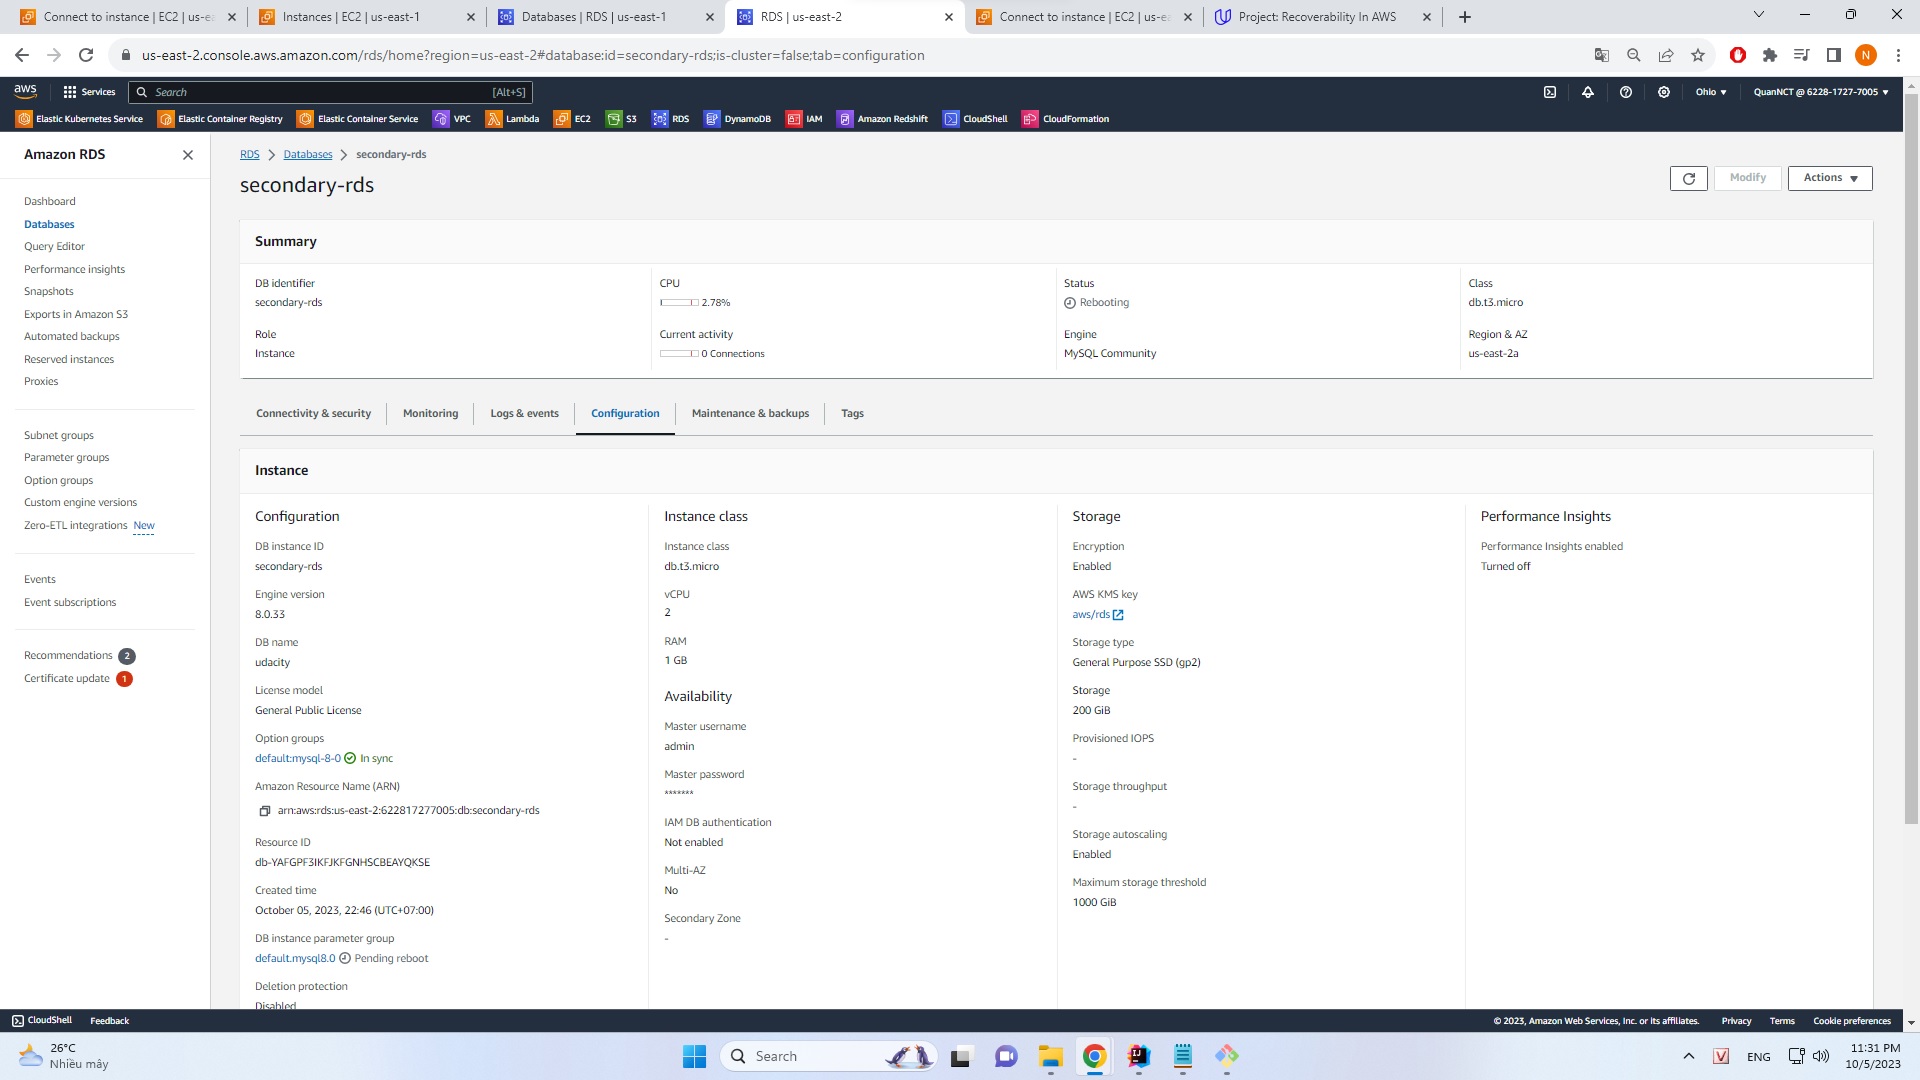 Connect to instance | EC2 | us-ea
Instances | EC2 | us-east-1
Databases | RDS | us-east-1
RDS | us-east-2
Connect to instance | EC2 | us-ea
Project: Recoverability In AWS
us-east-2.console.aws.amazon.com/rds/home?region=us-east-2#database:id=secondary-rds;is-cluster=false;tab=configuration
N
aws
Services
Search
[Alt+S]
Ohio
QuanNCT @ 6228-1727-7005
Elastic Kubernetes Service
Elastic Container Registry
Elastic Container Service
VPC
Lambda
EC2
S3
RDS
DynamoDB
IAM
Amazon Redshift
CloudShell
CloudFormation
Amazon RDS
Dashboard
Databases
Query Editor
Performance insights
Snapshots
Exports in Amazon S3
Automated backups
Reserved instances
Proxies
Subnet groups
Parameter groups
Option groups
Custom engine versions
Zero-ETL integrations New
Events
Event subscriptions
Recommendations 2
Certificate update 1
RDS > Databases > secondary-rds
secondary-rds
Modify
Actions
Summary
DB identifier
secondary-rds
CPU
2.78%
Status
Rebooting
Class
db.t3.micro
Role
Instance
Current activity
0 Connections
Engine
MySQL Community
Region & AZ
us-east-2a
Connectivity & security
Monitoring
Logs & events
Configuration
Maintenance & backups
Tags
Instance
Configuration
DB instance ID
secondary-rds
Engine version
8.0.33
DB name
udacity
License model
General Public License
Option groups
default:mysql-8-0 In sync
Amazon Resource Name (ARN)
arn:aws:rds:us-east-2:622817277005:db:secondary-rds
Resource ID
db-YAFGPF3IKFJKFGNHSCBEAYQKSE
Created time
October 05, 2023, 22:46 (UTC+07:00)
DB instance parameter group
default.mysql8.0 Pending reboot
Deletion protection
Disabled
Instance class
Instance class
db.t3.micro
vCPU
2
RAM
1 GB
Availability
Master username
admin
Master password
*******
IAM DB authentication
Not enabled
Multi-AZ
No
Secondary Zone
-
Storage
Encryption
Enabled
AWS KMS key
aws/rds
Storage type
General Purpose SSD (gp2)
Storage
200 GiB
Provisioned IOPS
-
Storage throughput
-
Storage autoscaling
Enabled
Maximum storage threshold
1000 GiB
Performance Insights
Performance Insights enabled
Turned off
CloudShell
Feedback
© 2023, Amazon Web Services, Inc. or its affiliates.
Privacy
Terms
Cookie preferences
26°C
Nhiều mây
Search
V
ENG
11:31 PM
10/5/2023